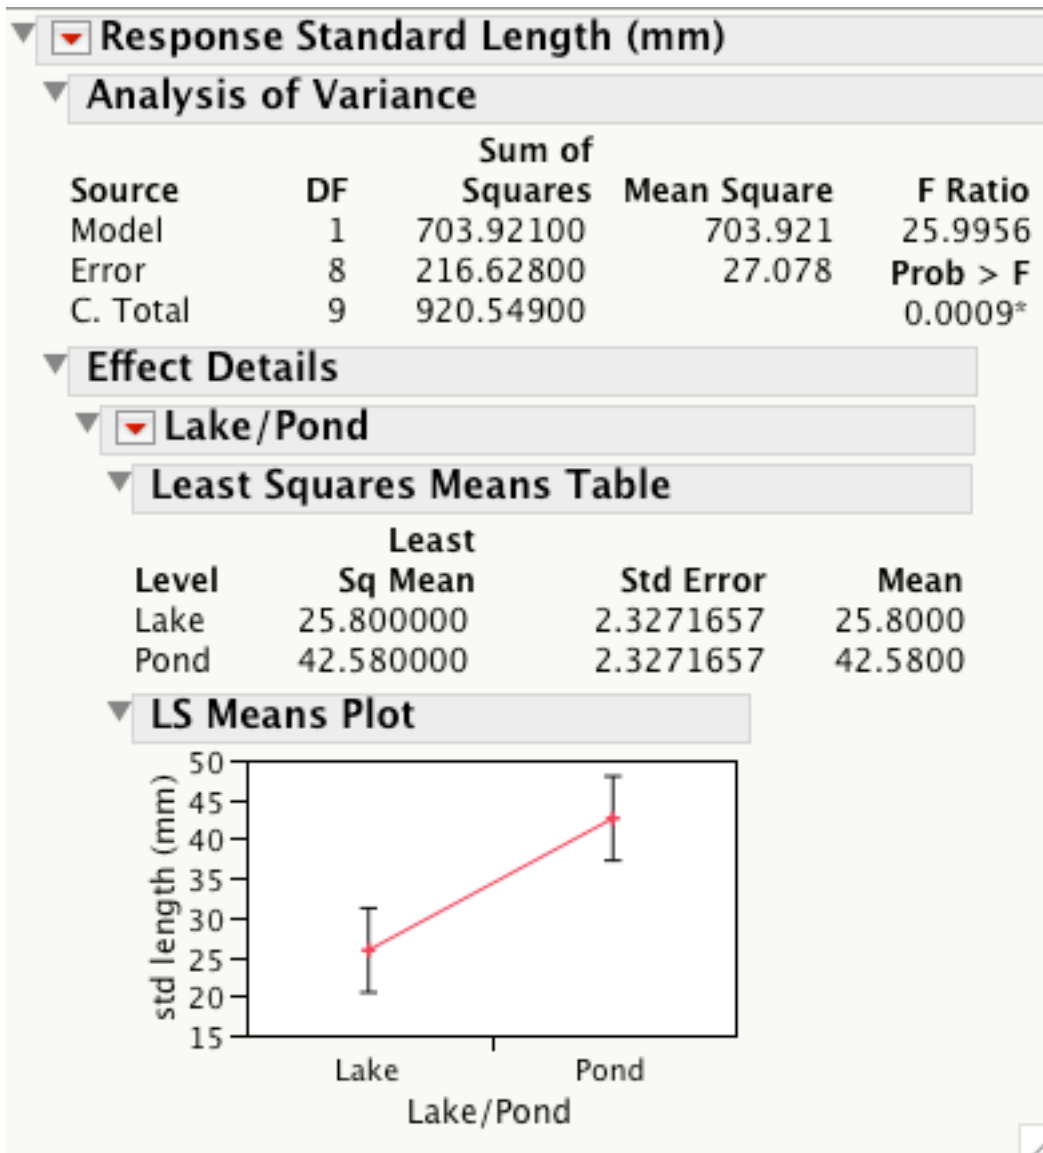 Response Standard Length (mm)
Analysis of Variance
Sum of
Source DF Squares Mean Square F Ratio
Model 1 703.92100 703.921 25.9956
Error 8 216.62800 27.078 Prob > F
C. Total 9 920.54900 0.0009*
Effect Details
Lake/Pond
Least Squares Means Table
Least
Level Sq Mean Std Error Mean
Lake 25.800000 2.3271657 25.8000
Pond 42.580000 2.3271657 42.5800
LS Means Plot
std length (mm)
50
45
40
35
30
25
20
15
Lake Pond
Lake/Pond